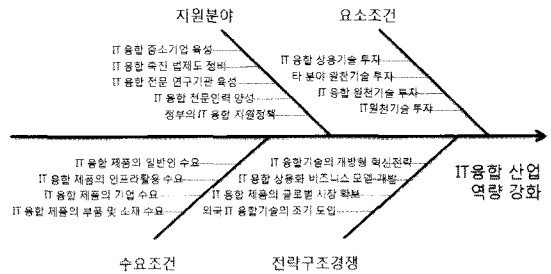 지원분야
요소조건
IT 융합 중소기업 육성
IT 융합 촉진 법제도 정비
IT 융합 전문 연구기관 육성
IT 융합 전문인력 양성
정부의 IT 융합 지원정책
IT 융합 상용기술 투자
타 분야 원천기술 투자
IT 융합 원천기술 투자
IT원천기술 투자
IT융합 산업
역량 강화
IT 융합 제품의 일반인 수요
IT 융합 제품의 인프라활용 수요
IT 융합 제품의 기업 수요
IT 융합 제품의 부품 및 소재 수요
IT 융합기술의 개방형 혁신전략
IT 융합 상용화 비즈니스 모델 개발
IT 융합 제품의 글로벌 시장 확보
외국 IT 융합기술의 조기 도입
수요조건
전략구조경쟁